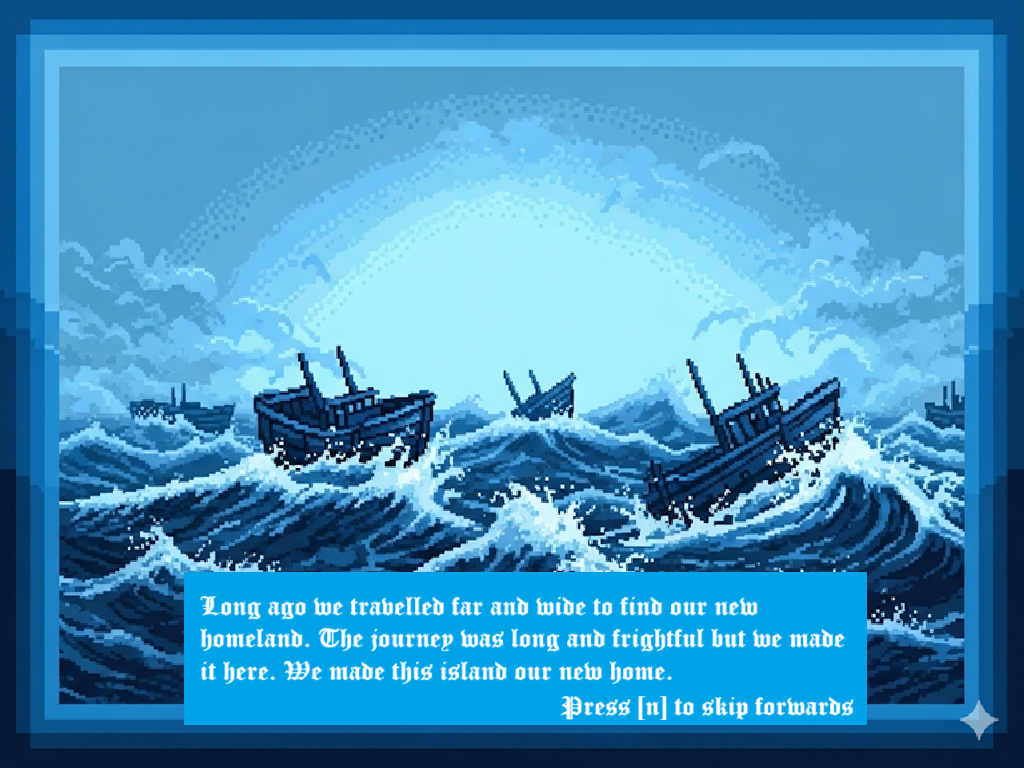 Long ago we travelled far and wide to find our new
homeland. The journey was long and frightful but we made
it here. We made this island our new home.
Press [n] to skip forwards